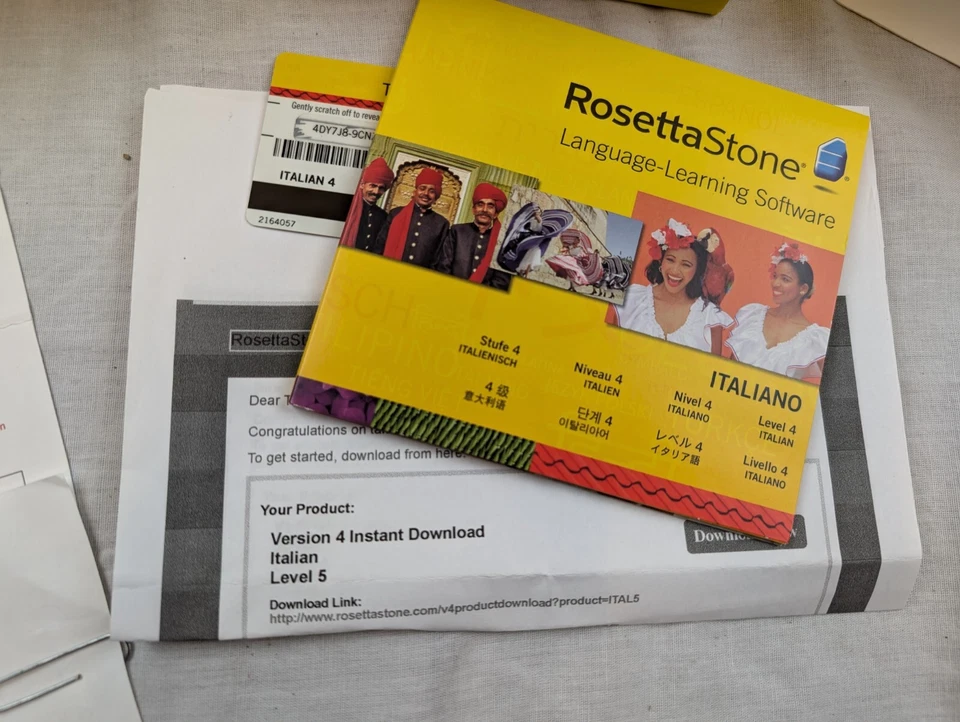 Gently scratch off to
4DY7J8-9CN
ITALIAN 4
2164057
RosettaStone
Language-Learning Software
ITALIANO
Stufe 4
ITALIENISCH
Niveau 4
ITALIEN
Nivel 4
ITALIANO
Level 4
ITALIAN
4 级
意大利语
단계 4
이탈리아어
レベル 4
イタリア語
Livello 4
ITALIANO
Dear
Congratulations on
To get started, download from here
Your Product:
Version 4 Instant Download
Italian
Level 5
Download Link:
http://www.rosettastone.com/v4productdownload?product=ITAL5